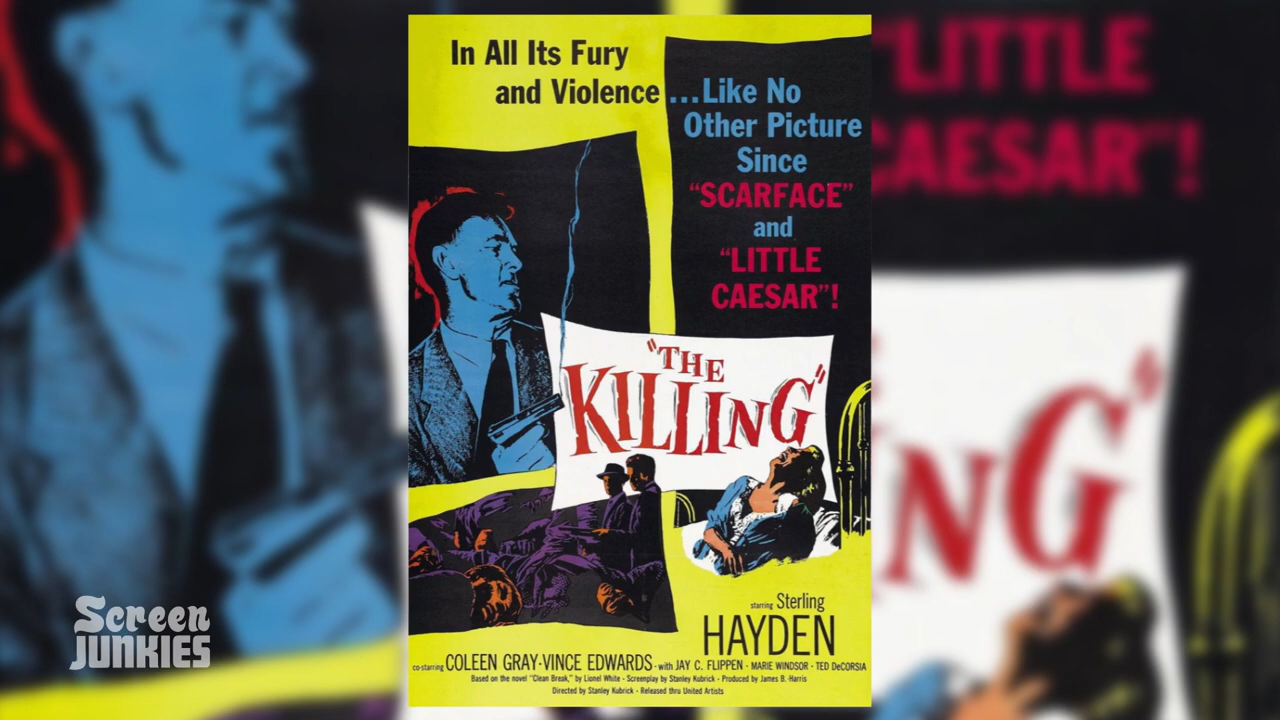 In All Its Fury
and Violence
...Like No
Other Picture
Since
“SCARFACE”
and
“LITTLE
CAESAR”!
"THE
KILLING"
starring Sterling
HAYDEN
co-starring COLEEN GRAY·VINCE EDWARDS · with JAY C. FLIPPEN · MARIE WINDSOR · TED DeCORSIA
Based on the novel "Clean Break," by Lionel White · Screenplay by Stanley Kubrick · Produced by James B. Harris
Directed by Stanley Kubrick · Released thru United Artists
Screen
JUNKIES
"LITTLE
CAESAR"!
NG"